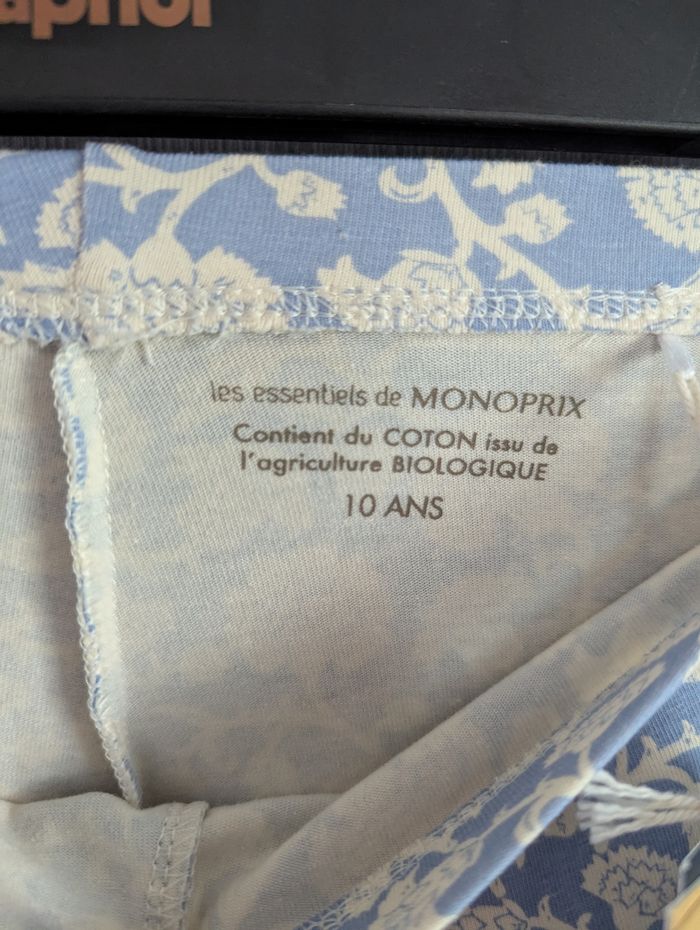 les essentiels de MONOPRIX
Contient du COTON issu de
l'agriculture BIOLOGIQUE
10 ANS